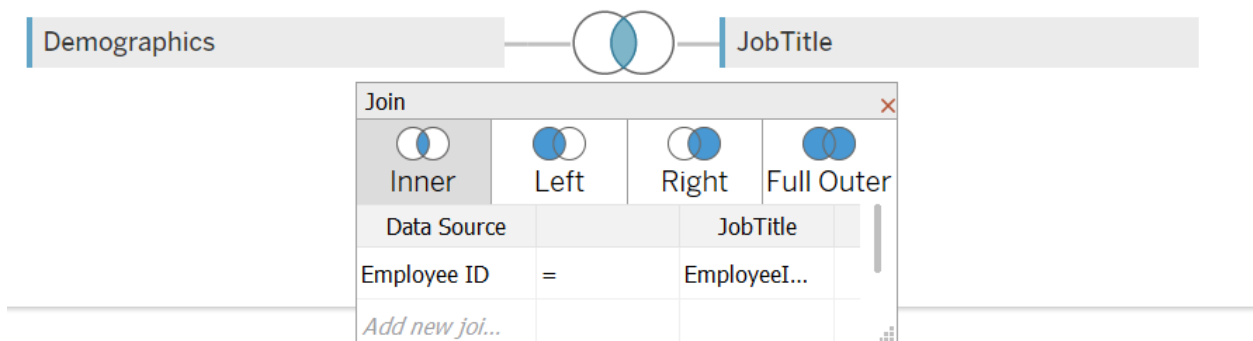 Demographics JobTitle
Join ×
Inner Left Right Full Outer
Data Source JobTitle
Employee ID = EmployeeI...
Add new joi...